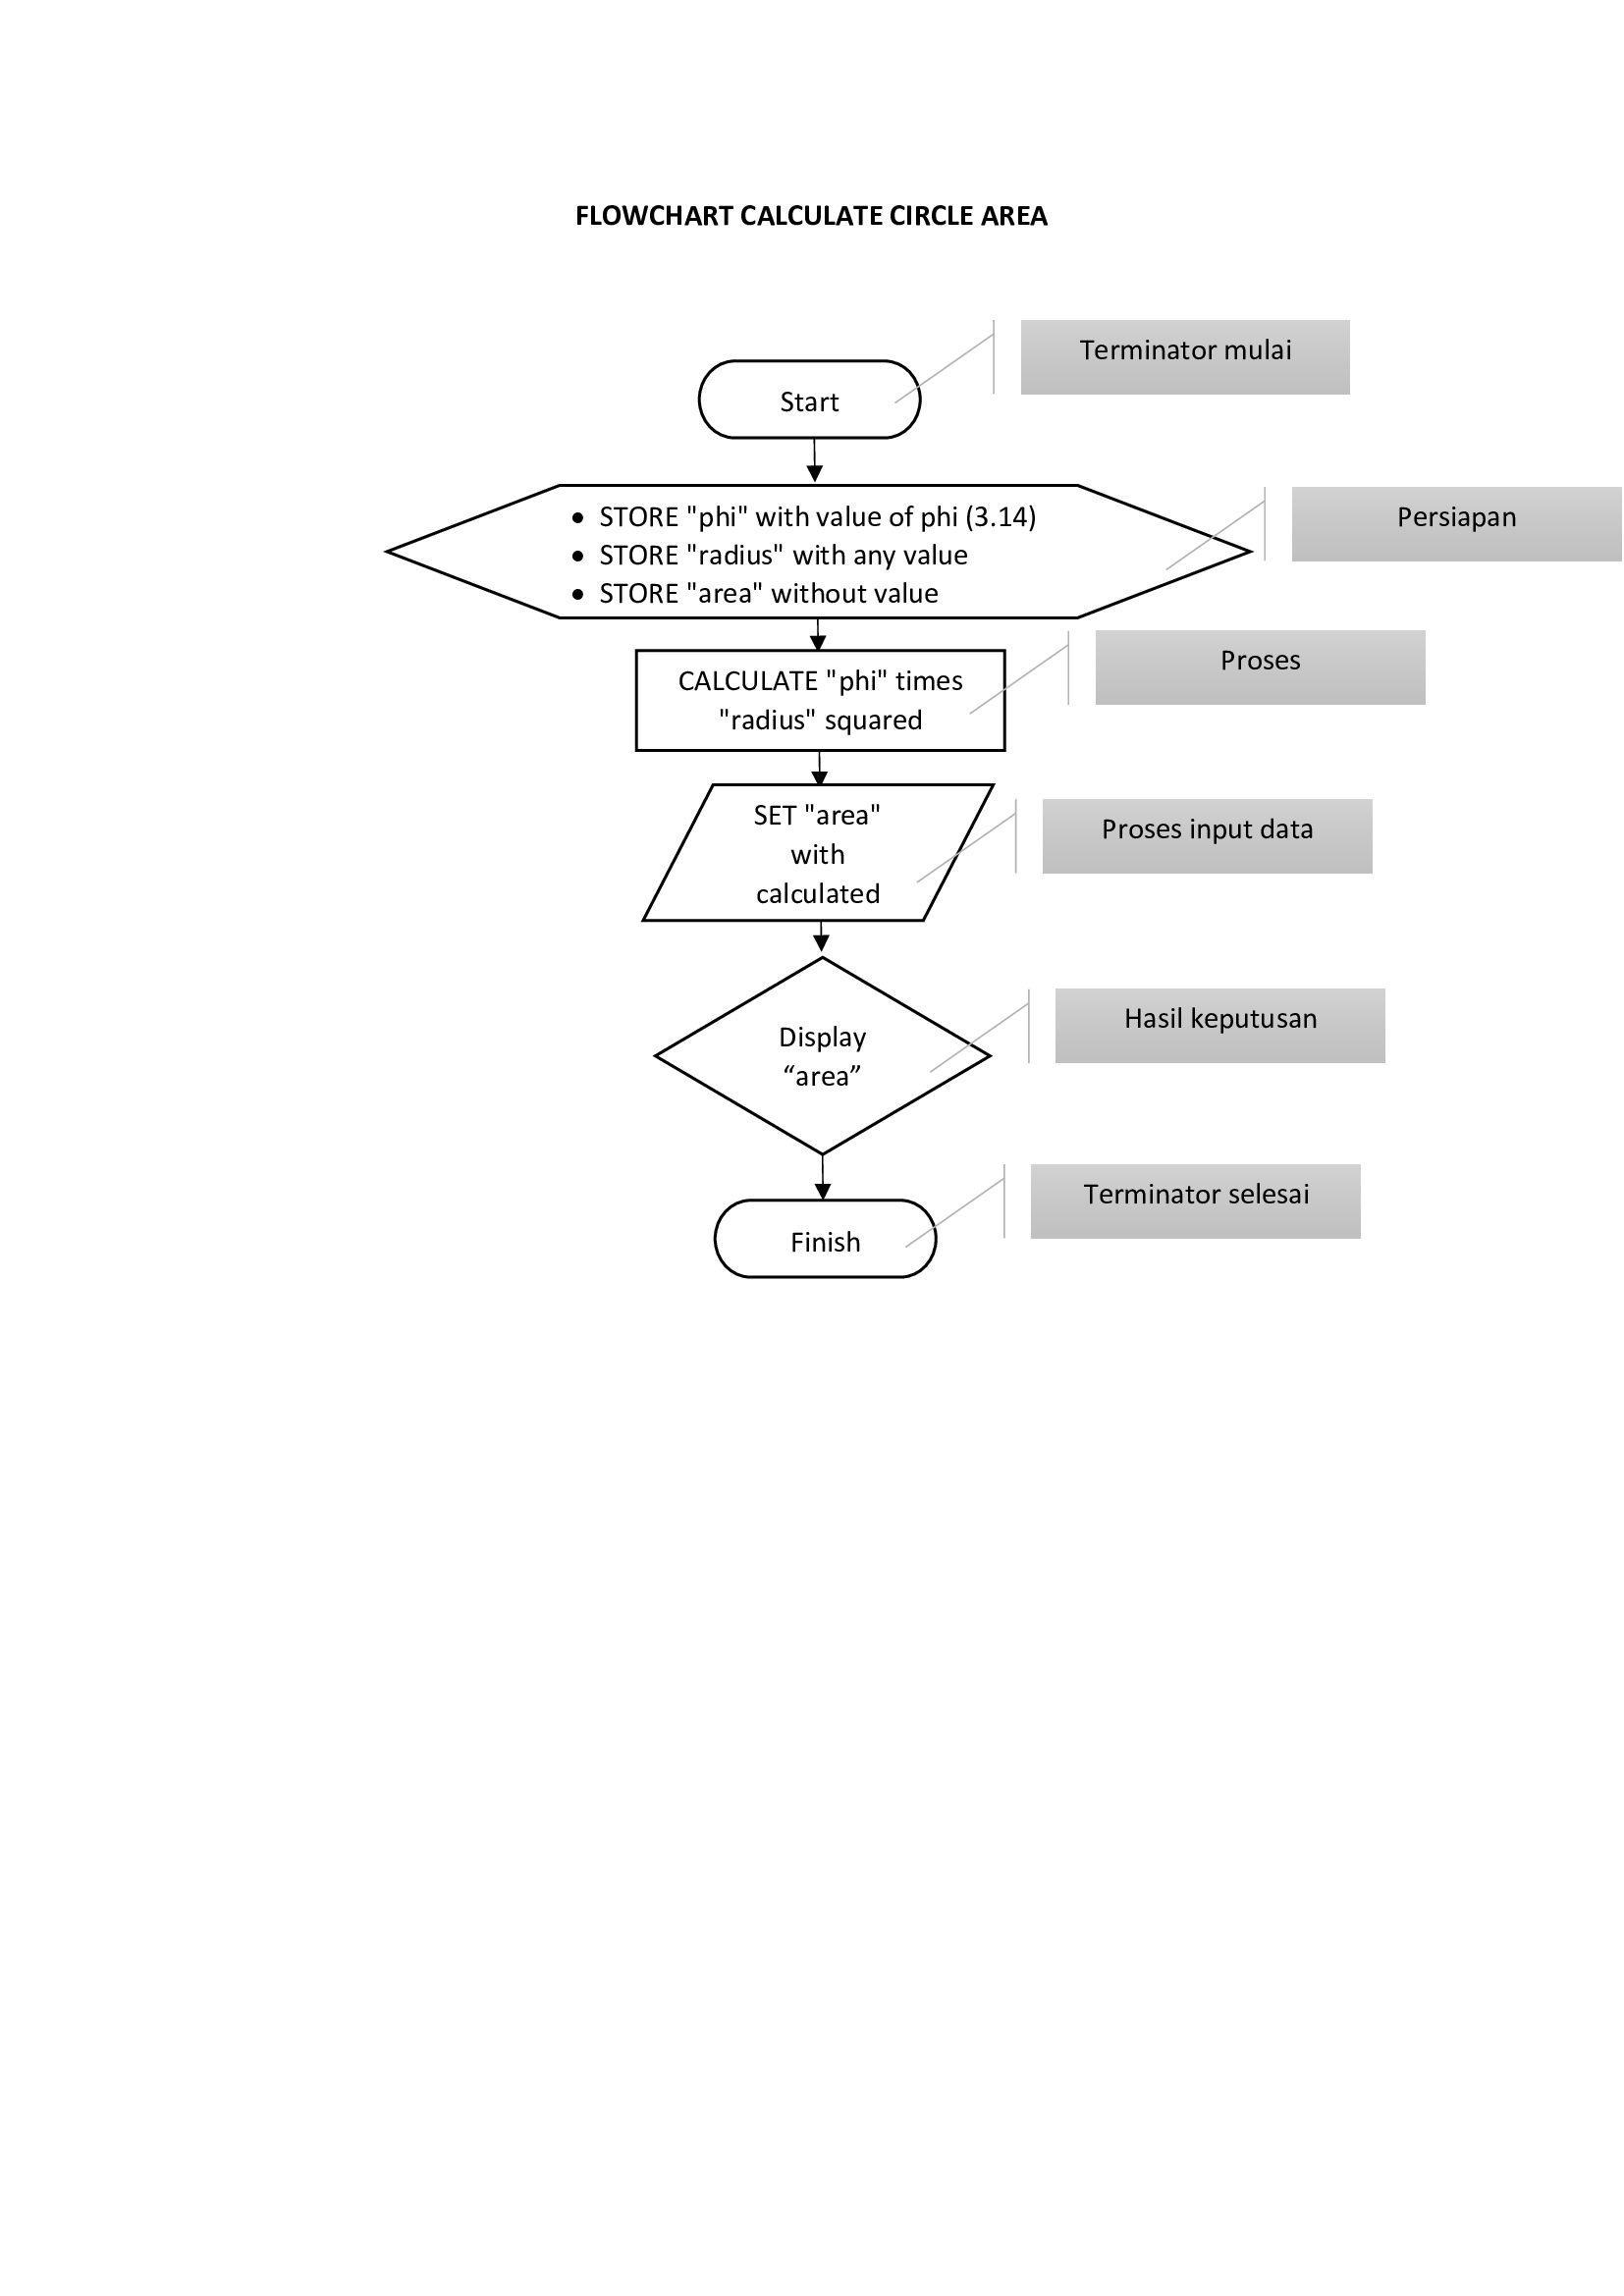 FLOWCHART CALCULATE CIRCLE AREA
Terminator mulai
Start
• STORE "phi" with value of phi (3.14)
• STORE "radius" with any value
• STORE "area" without value
Persiapan
CALCULATE "phi" times
"radius" squared
Proses
SET "area"
with
calculated
Proses input data
Display
“area”
Hasil keputusan
Finish
Terminator selesai